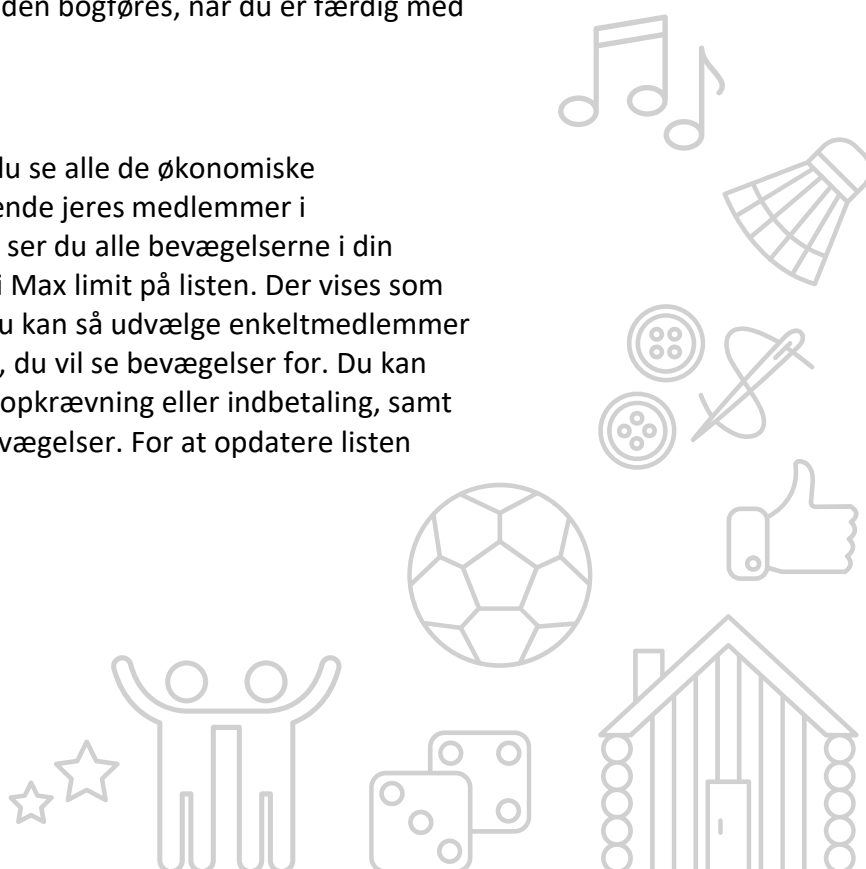 den bogføres, når du er færdig med
du se alle de økonomiske
ende jeres medlemmer i
ser du alle bevægelserne i din
i Max limit på listen. Der vises som
u kan så udvælge enkeltmedlemmer
, du vil se bevægelser for. Du kan
opkrævning eller indbetaling, samt
vægelser. For at opdatere listen